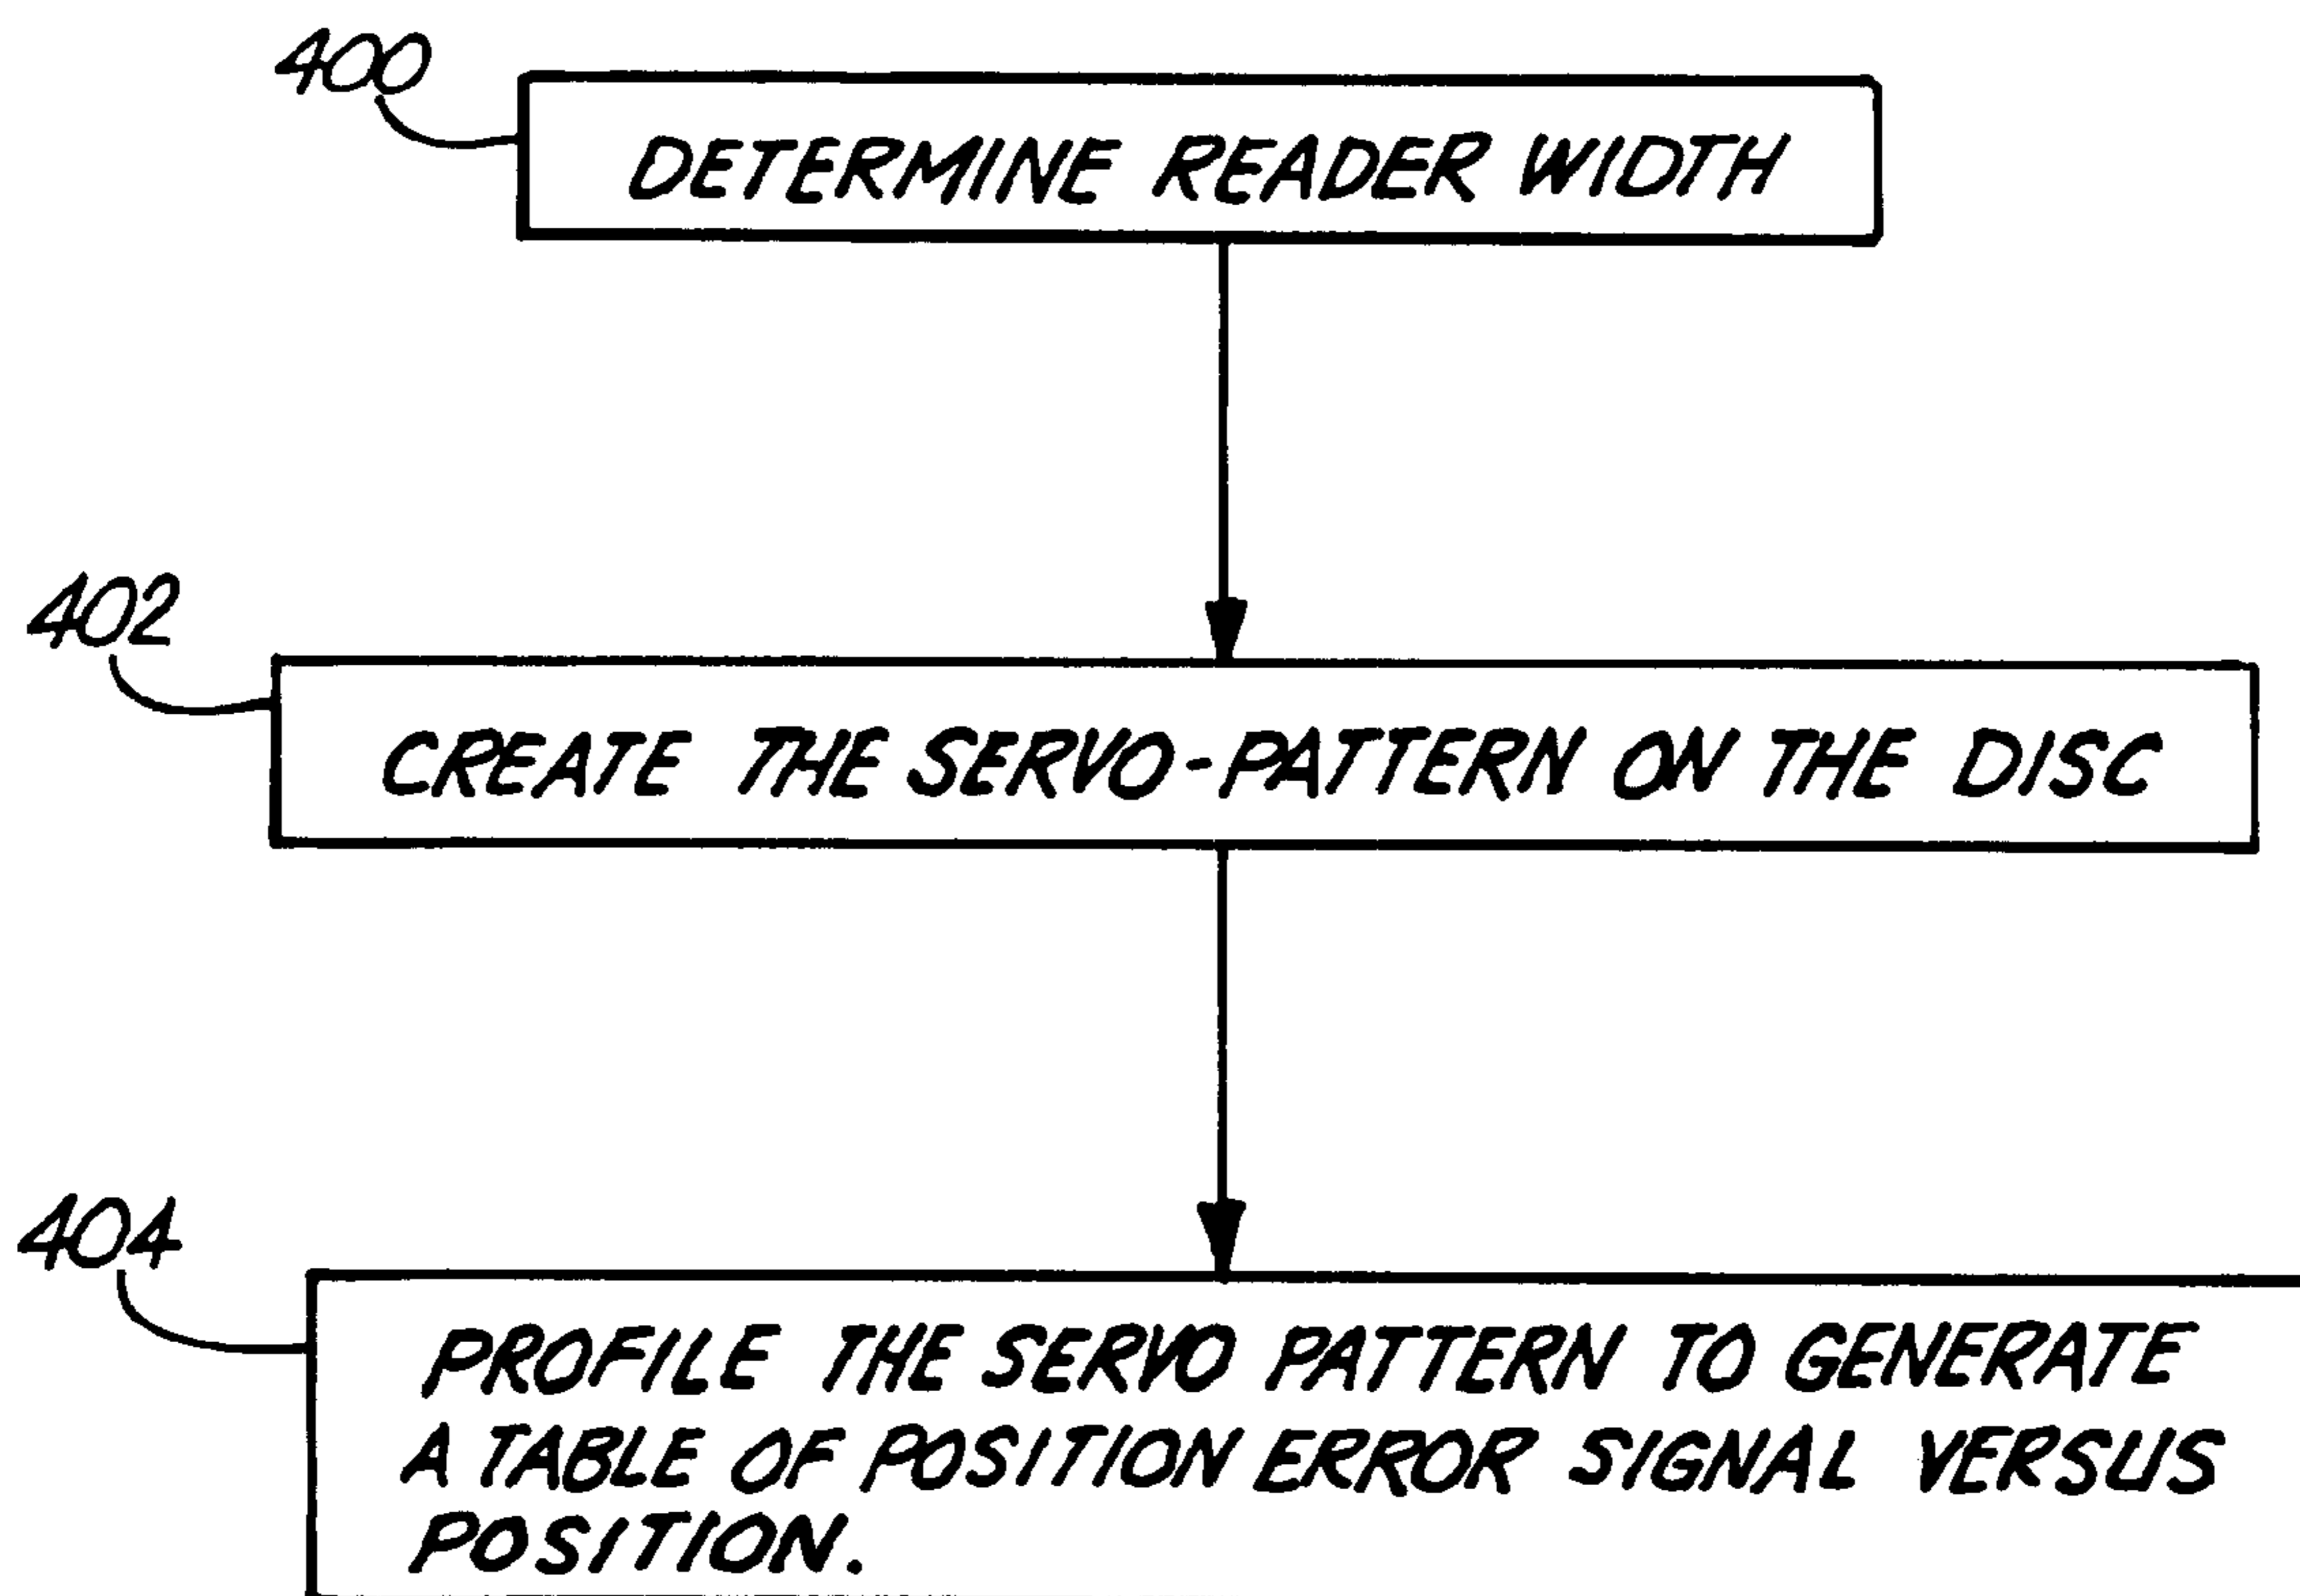 400
DETERMINE READER WIDTH
402
CREATE THE SERVO-PATTERN ON THE DISC
404
PROFILE THE SERVO PATTERN TO GENERATE
A TABLE OF POSITION ERROR SIGNAL VERSUS
POSITION.